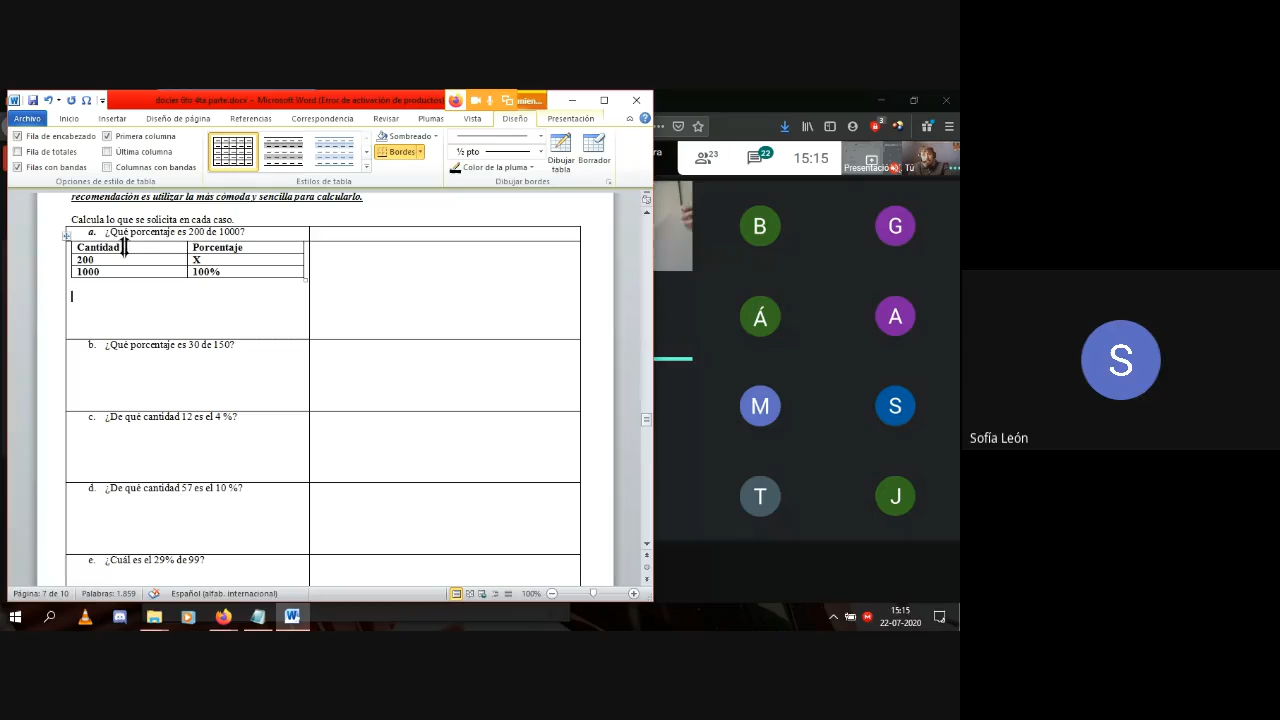 docier 6to 4ta parte.docx - Microsoft Word (Error de activación de productos)
mien...
Archivo Inicio Insertar Diseño de página Referencias Correspondencia Revisar Plumas Vista Diseño Presentación
Fila de encabezado Primera columna
Fila de totales Última columna
Filas con bandas Columnas con bandas
Opciones de estilo de tabla
Estilos de tabla
Sombreado
Bordes
½ pto
Color de la pluma
Dibujar tabla
Borrador
Dibujar bordes
recomendación es utilizar la más cómoda y sencilla para calcularlo.
Calcula lo que se solicita en cada caso.
a. ¿Qué porcentaje es 200 de 1000?
Cantidad Porcentaje
200 X
1000 100%
b. ¿Qué porcentaje es 30 de 150?
c. ¿De qué cantidad 12 es el 4 %?
d. ¿De qué cantidad 57 es el 10 %?
e. ¿Cuál es el 29% de 99?
Página: 7 de 10 Palabras: 1.859 Español (alfab. internacional) 100%
3
ra
23
22
15:15
Presentació
Tú
B
G
Á
A
M
S
T
J
S
Sofía León
15:15
22-07-2020